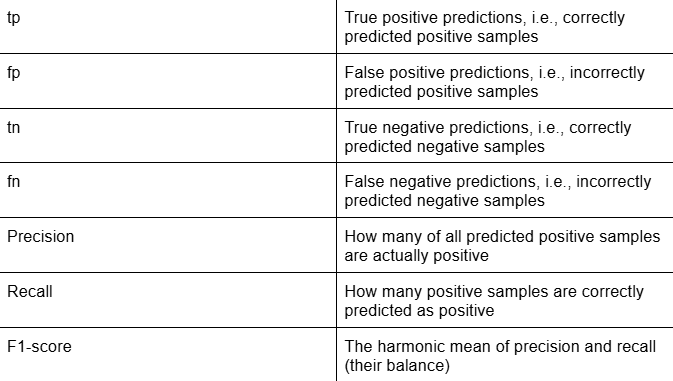 tp
True positive predictions, i.e., correctly
predicted positive samples
fp
False positive predictions, i.e., incorrectly
predicted positive samples
tn
True negative predictions, i.e., correctly
predicted negative samples
fn
False negative predictions, i.e., incorrectly
predicted negative samples
Precision
How many of all predicted positive samples
are actually positive
Recall
How many positive samples are correctly
predicted as positive
F1-score
The harmonic mean of precision and recall
(their balance)